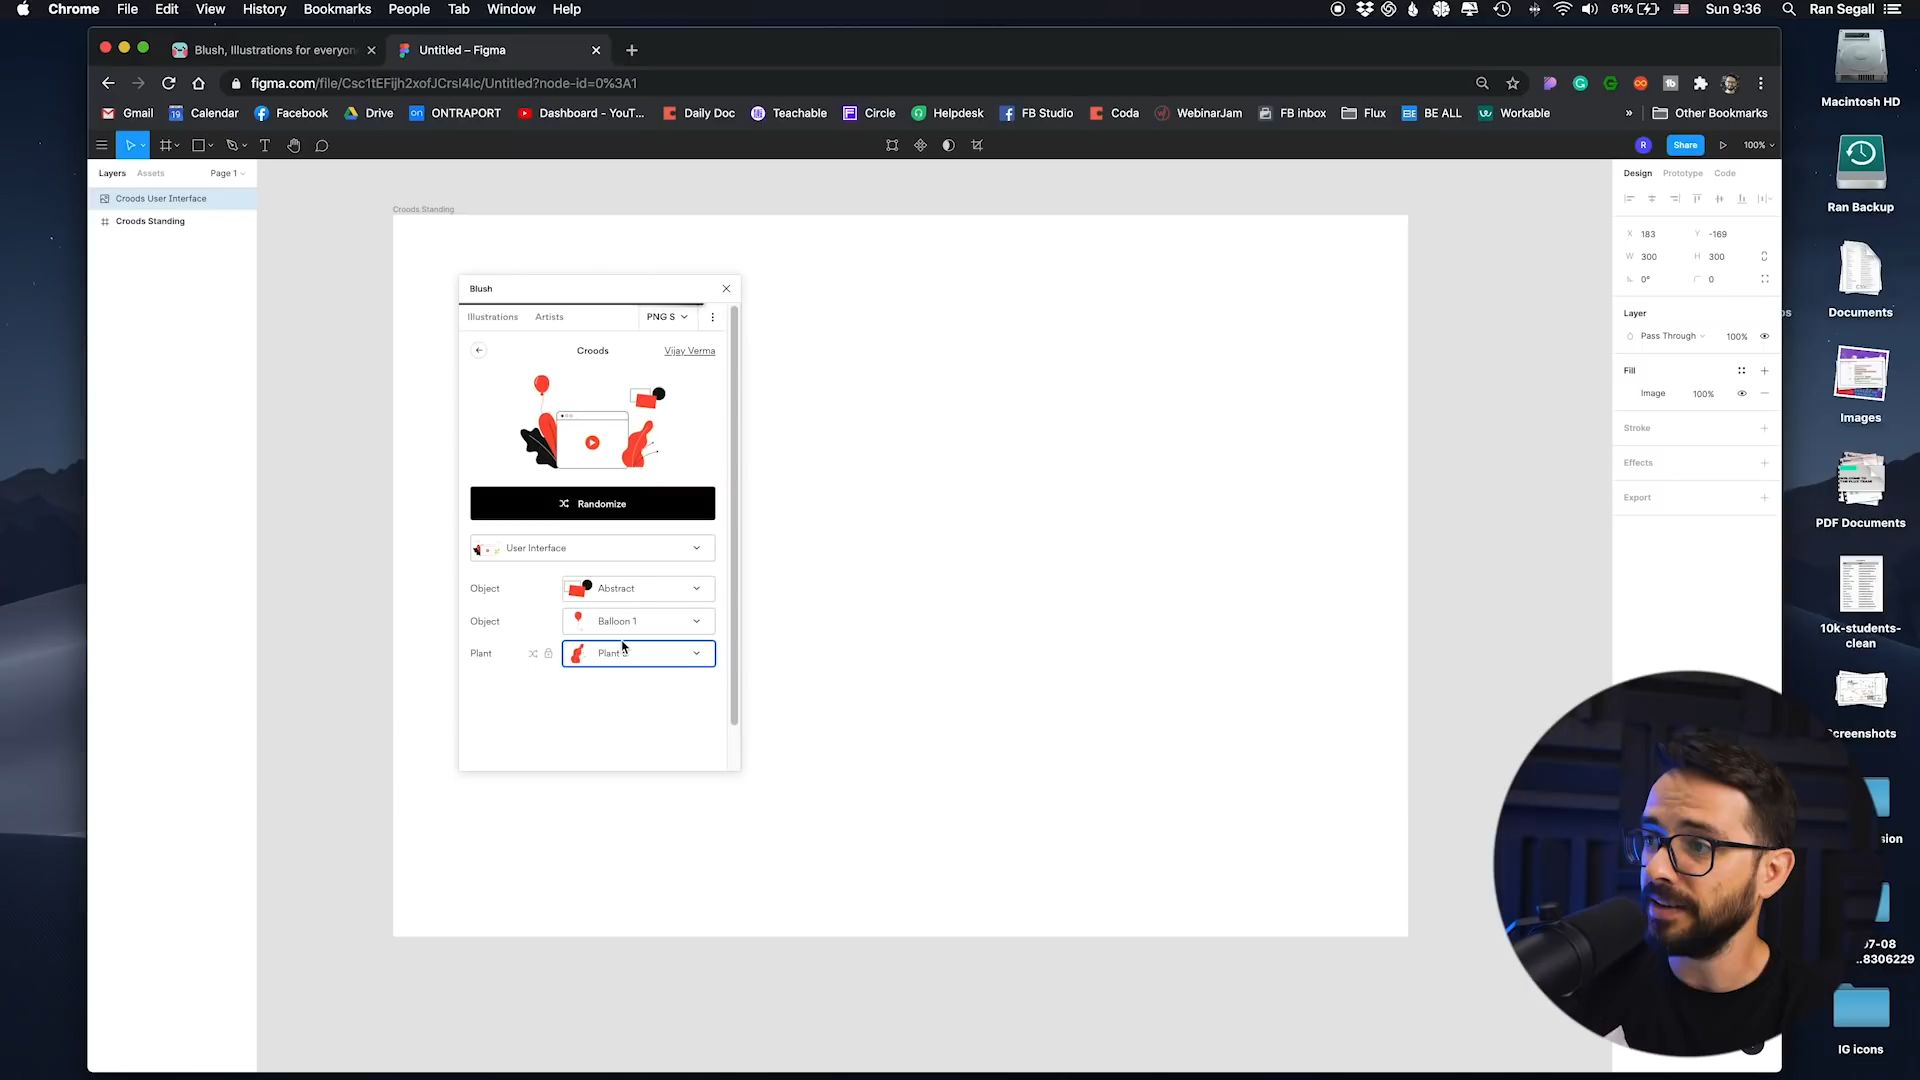 Chrome File Edit View History Bookmarks People Tab Window Help
61% Sun 9:36 Ran Segall
Blush, Illustrations for everyon
Untitled – Figma
figma.com/file/Csc1tEFijh2xofJCrsI4Ic/Untitled?node-id=0%3A1
Gmail Calendar Facebook Drive ONTRAPORT Dashboard - YouT... Daily Doc Teachable Circle Helpdesk FB Studio Coda WebinarJam FB inbox Flux BE ALL Workable » Other Bookmarks
R Share 100%
Layers Assets Page 1
Croods User Interface
Croods Standing
Croods Standing
Blush
Illustrations Artists PNG S
Croods Vijay Verma
Randomize
User Interface
Object Abstract
Object Balloon 1
Plant Plant
Design Prototype Code
X 183 Y -169
W 300 H 300
0° 0
Layer
Pass Through 100%
Fill
Image 100%
Stroke
Effects
Export
Macintosh HD
Ran Backup
Documents
Images
PDF Documents
10k-students-clean
creenshots
IG icons